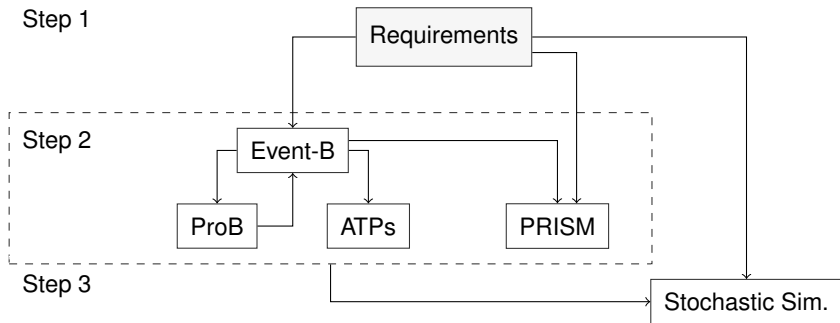 Step 1
Requirements
Step 2
Event-B
ProB
ATPs
PRISM
Step 3
Stochastic Sim.